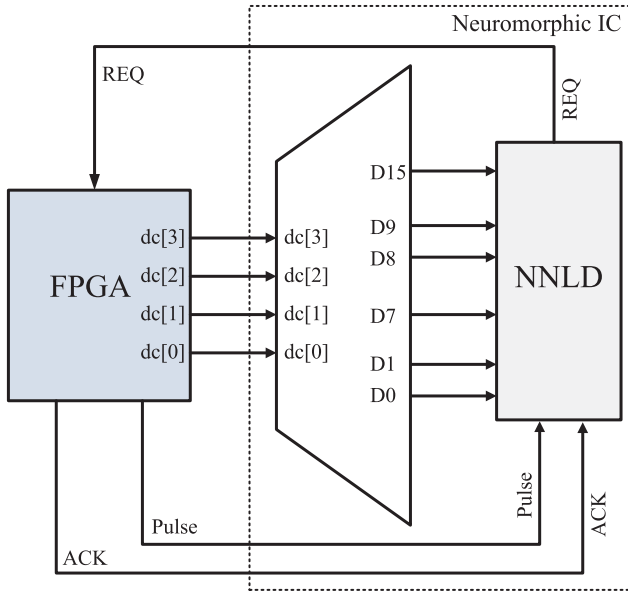 Neuromorphic IC
REQ
REQ
D15
D9
D8
D7
D1
D0
dc[3]
dc[2]
dc[1]
dc[0]
dc[3]
dc[2]
dc[1]
dc[0]
FPGA
NNLD
Pulse
ACK
Pulse
ACK